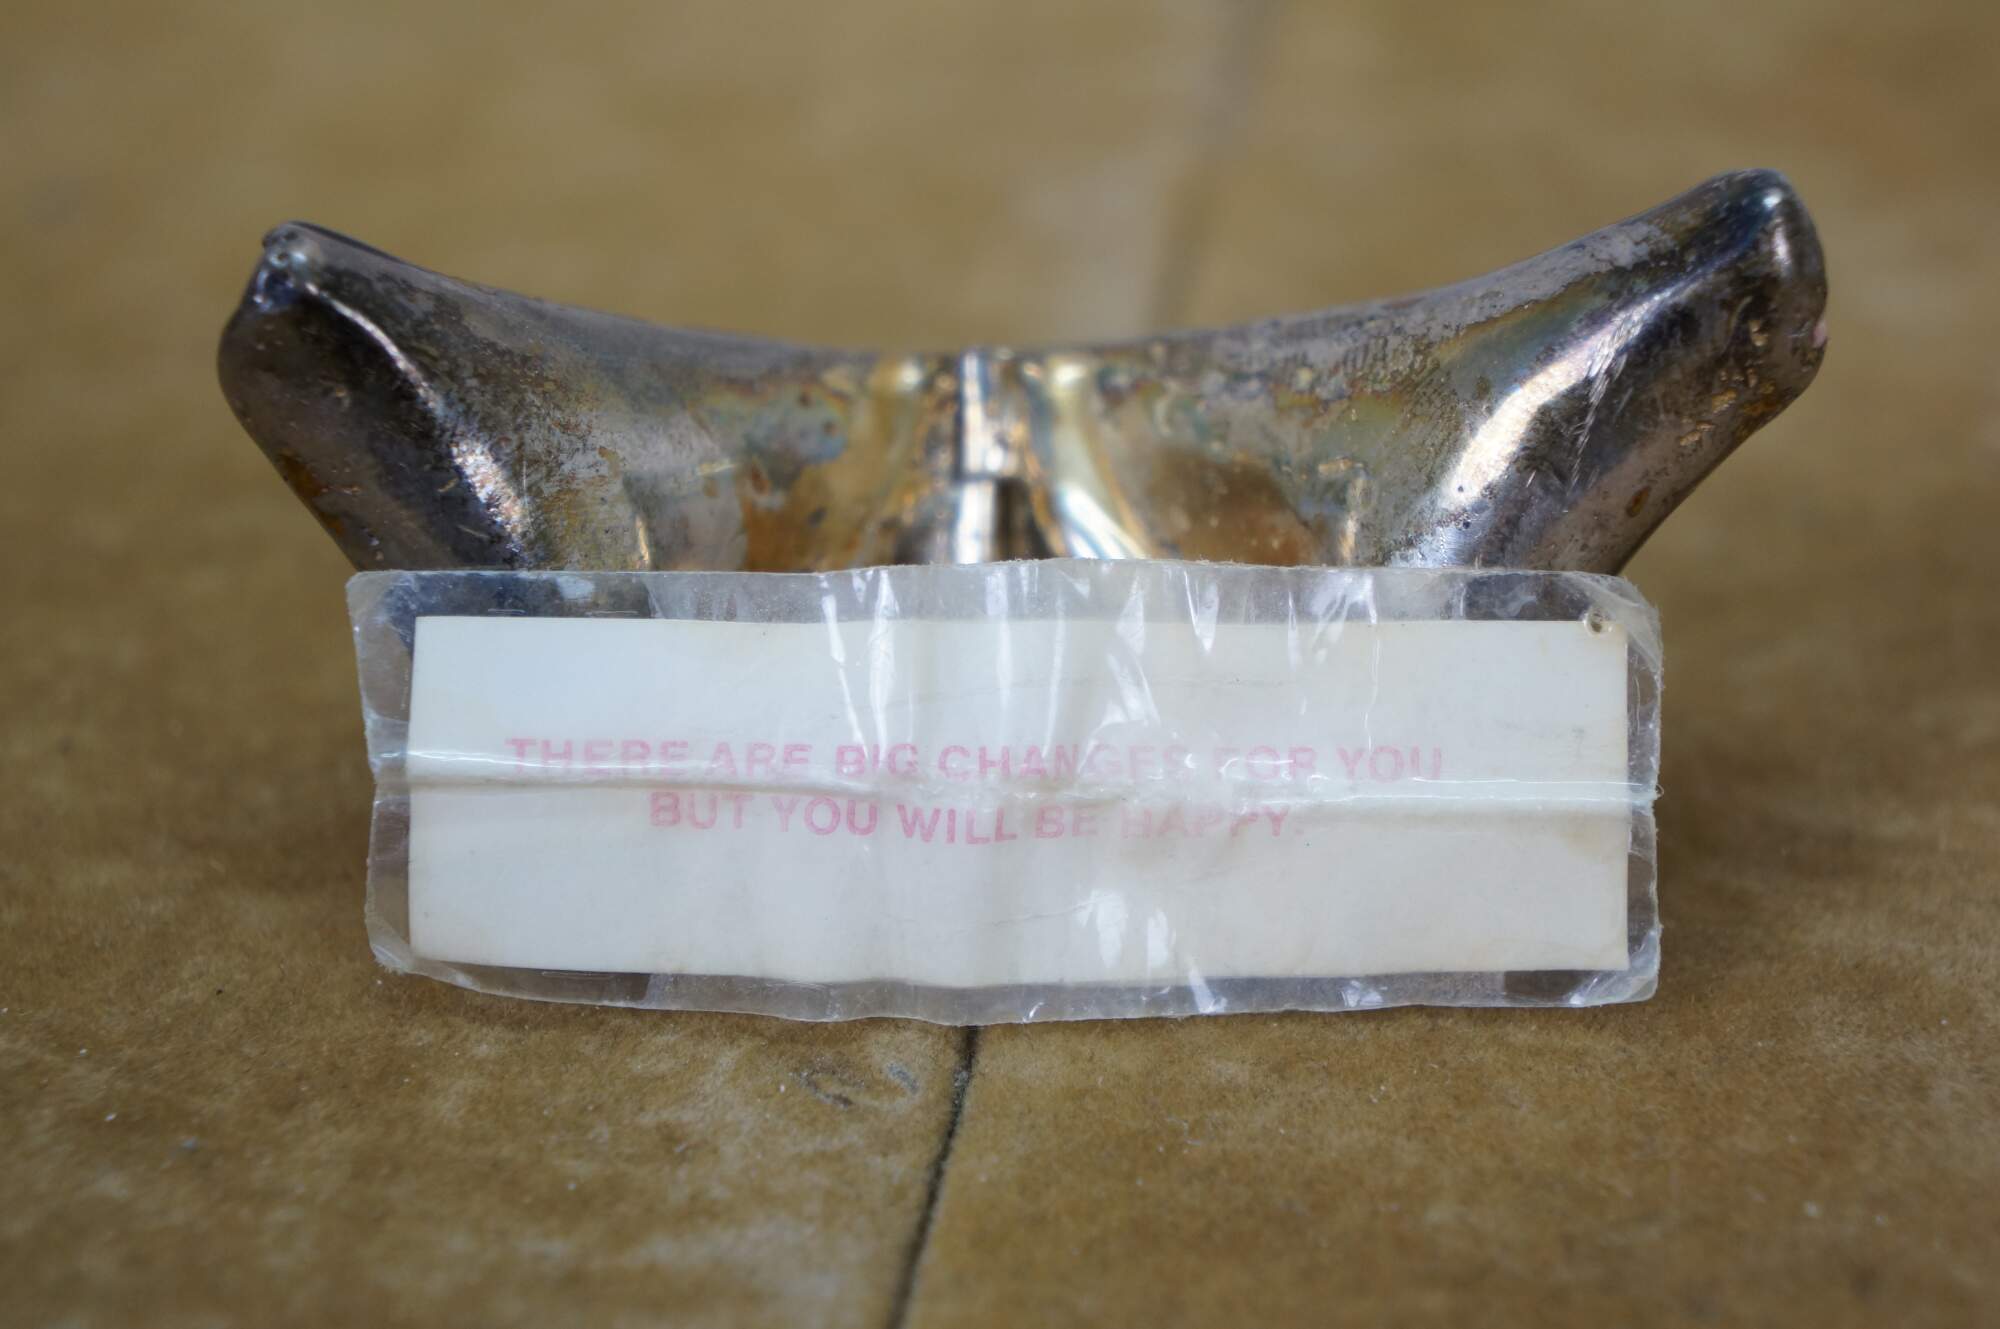 THERE ARE BIG CHANGES FOR YOU
BUT YOU WILL BE HAPPY.